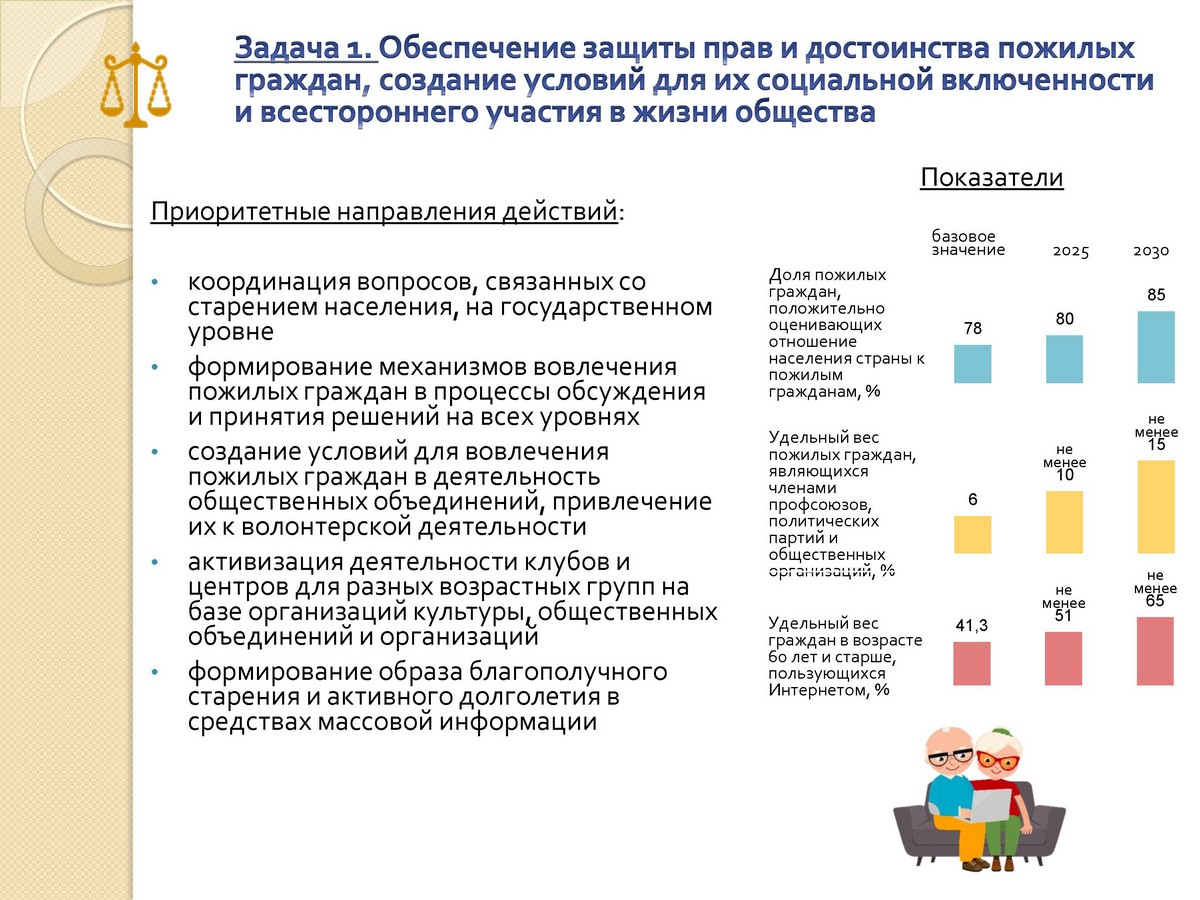 Задача 1. Обеспечение защиты прав и достоинства пожилых
граждан, создание условий для их социальной включенности
и всестороннего участия в жизни общества
Приоритетные направления действий:
• координация вопросов, связанных со
старением населения, на государственном
уровне
• формирование механизмов вовлечения
пожилых граждан в процессы обсуждения
и принятия решений на всех уровнях
• создание условий для вовлечения
пожилых граждан в деятельность
общественных объединений, привлечение
их к волонтерской деятельности
• активизация деятельности клубов и
центров для разных возрастных групп на
базе организаций культуры, общественных
объединений и организаций
• формирование образа благополучного
старения и активного долголетия в
средствах массовой информации
Показатели
базовое
значение
2025
2030
Доля пожилых
граждан,
положительно
оценивающих
отношение
населения страны к
пожилым
гражданам, %
78
80
85
Удельный вес
пожилых граждан,
являющихся
членами
профсоюзов,
политических
партий и
общественных
организаций, %
6
не
менее
10
не
менее
15
Удельный вес
граждан в возрасте
60 лет и старше,
пользующихся
Интернетом, %
41,3
не
менее
51
не
менее
65